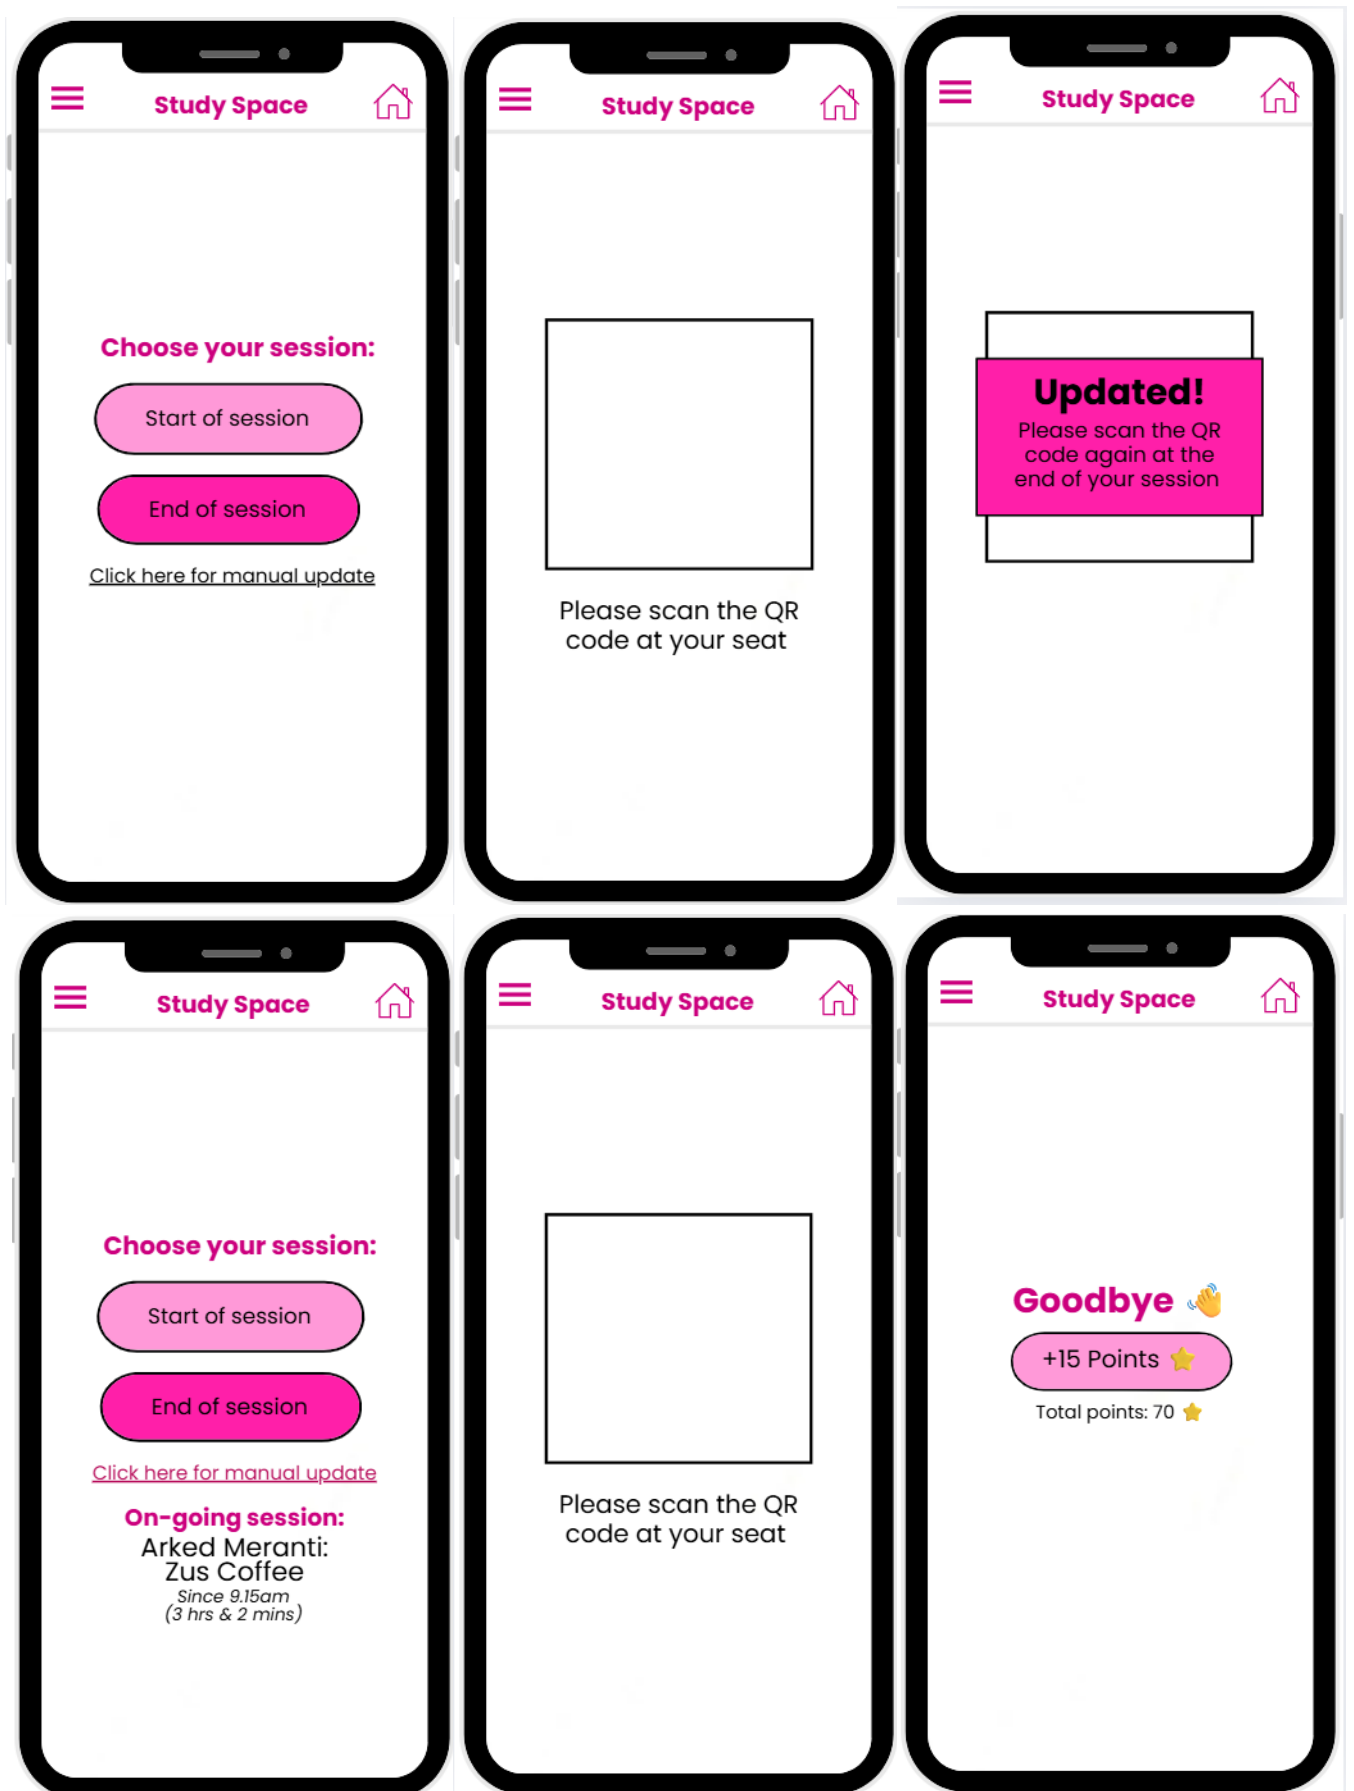 Study Space
Choose your session:
Start of session
End of session
Click here for manual update
Study Space
Please scan the QR
code at your seat
Study Space
Updated!
Please scan the QR
code again at the
end of your session
Study Space
Choose your session:
Start of session
End of session
Click here for manual update
On-going session:
Arked Meranti:
Zus Coffee
Since 9.15am
(3 hrs & 2 mins)
Study Space
Please scan the QR
code at your seat
Study Space
Goodbye 👋
+15 Points ⭐
Total points: 70 ⭐